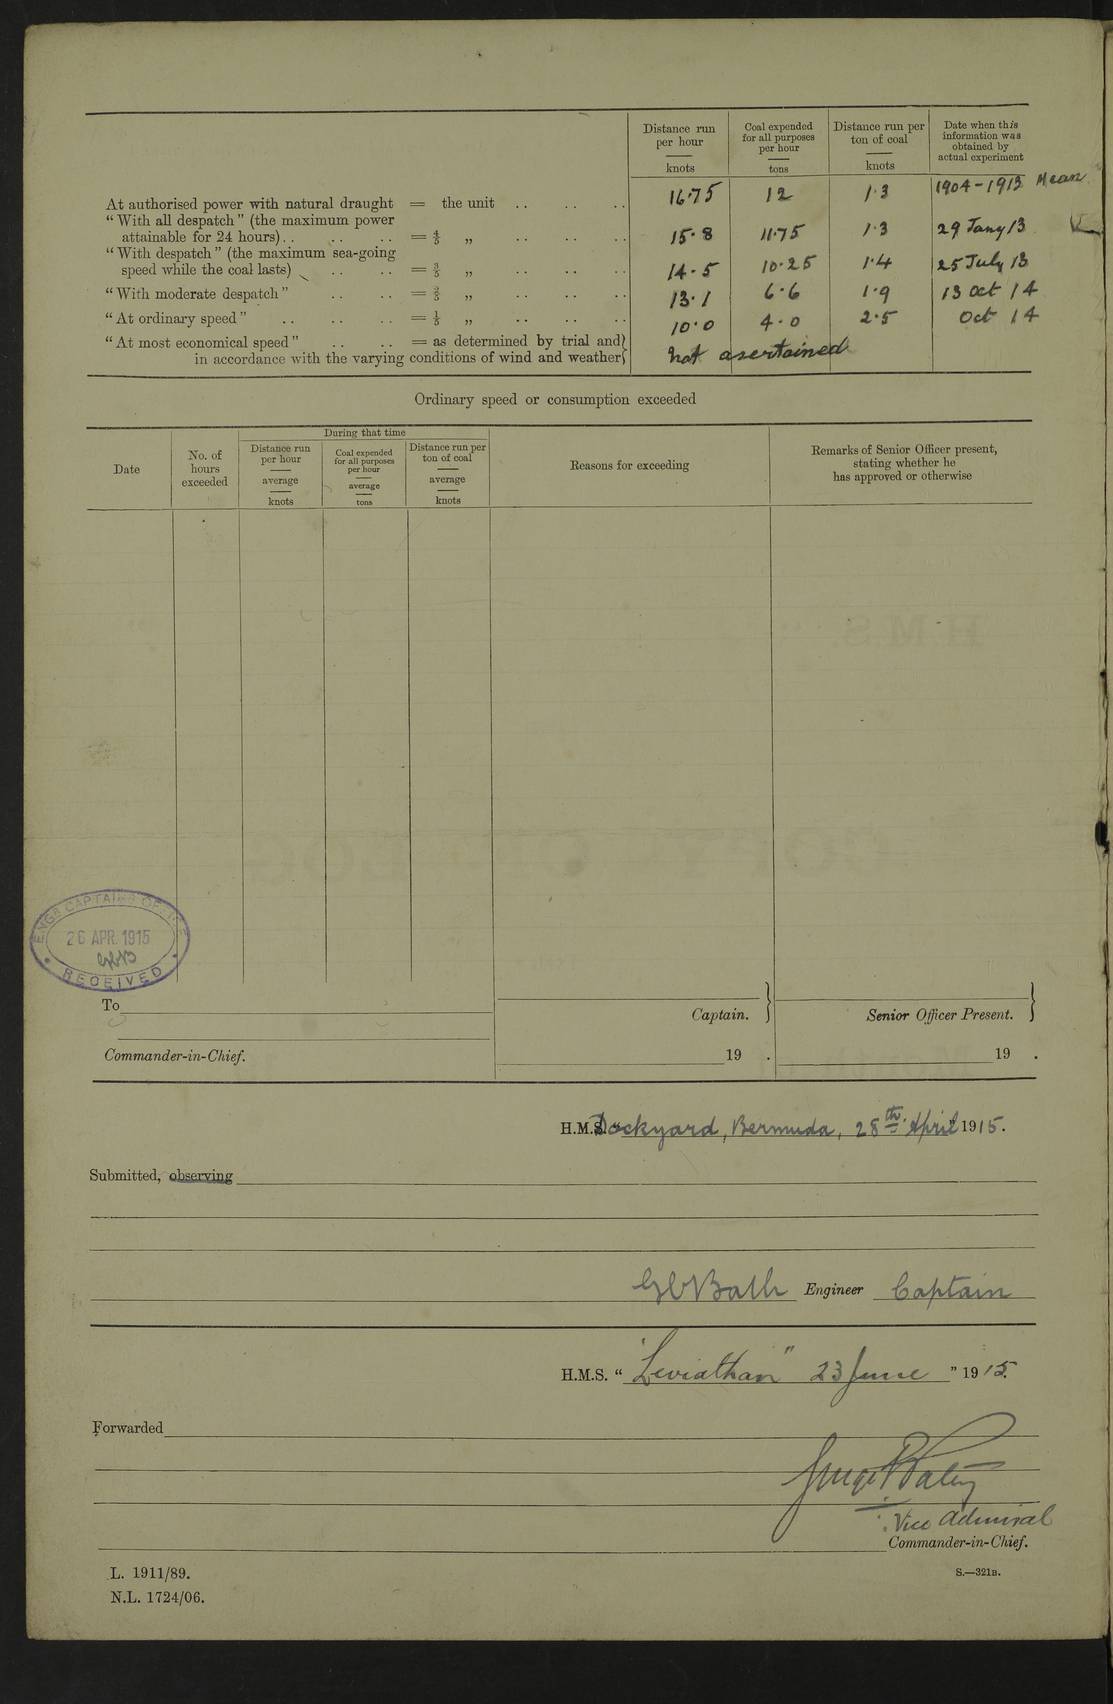 Distance run per hour — knots
Coal expended for all purposes per hour — tons
Distance run per ton of coal — knots
Date when this information was obtained by actual experiment
At authorised power with natural draught = the unit .. .. .. 16.75 12 1.3 1904-1913 Mean
"With all despatch" (the maximum power
attainable for 24 hours). . .. .. = 4/5 „ .. .. .. 15.8 11.75 1.3 29 Jany 13
"With despatch" (the maximum sea-going
speed while the coal lasts) .. .. = 3/5 „ .. .. .. 14.5 10.25 1.4 25 July 13
"With moderate despatch" .. .. = 2/5 „ .. .. .. 13.1 6.6 1.9 13 Oct 14
"At ordinary speed" .. .. .. = 1/5 „ .. .. .. 10.0 4.0 2.5 Oct 14
"At most economical speed" .. .. = as determined by trial and}
in accordance with the varying conditions of wind and weather} not asertained
Ordinary speed or consumption exceeded
During that time
Date
No. of hours exceeded
Distance run per hour — average — knots
Coal expended for all purposes per hour — average — tons
Distance run per ton of coal — average — knots
Reasons for exceeding
Remarks of Senior Officer present, stating whether he has approved or otherwise
ENGR CAPTAINS OFFICE
26 APR. 1915
RECEIVED
To
Captain. }
Senior Officer Present. }
Commander-in-Chief.
19 .
19 .
H.M.S. " Dockyard, Bermuda, 28th April 1915.
Submitted, observing
Engineer Captain
H.M.S. " "Leviathan" 23 June " 1915.
Forwarded
Vice Admiral
Commander-in-Chief.
L. 1911/89.
S.—321B.
N.L. 1724/06.